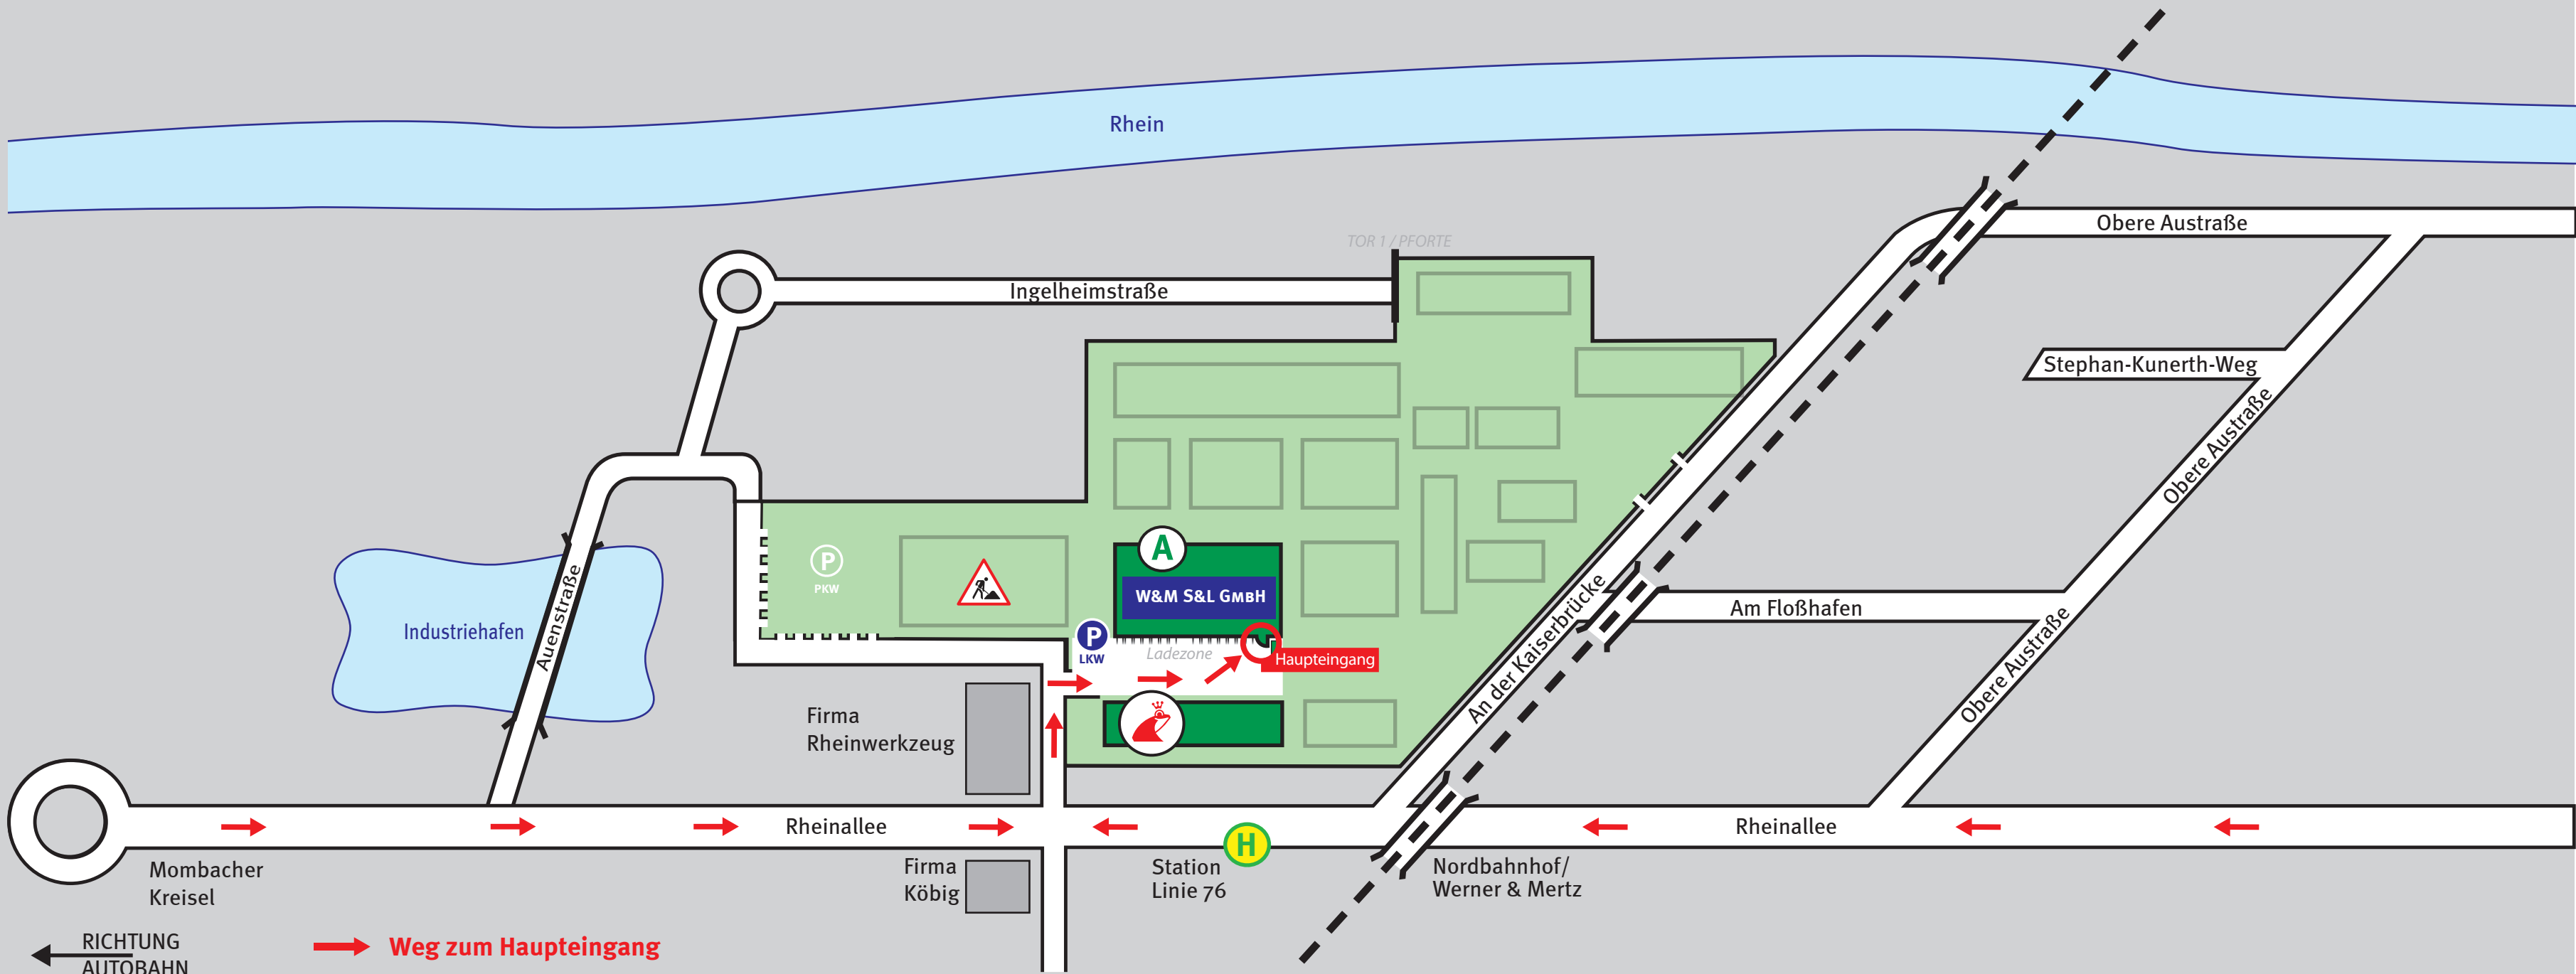 Rhein
TOR 1 / PFORTE
Obere Austraße
Ingelheimstraße
Stephan-Kunerth-Weg
Obere Austraße
A
P
PKW
W&M S&L GMBH
Am Floßhafen
Industriehafen
Auenstraße
P
LKW
Ladezone
Haupteingang
An der Kaiserbrücke
Obere Austraße
Firma
Rheinwerkzeug
Rheinallee
Rheinallee
H
Mombacher
Kreisel
Firma
Köbig
Station
Linie 76
Nordbahnhof/
Werner & Mertz
RICHTUNG
AUTOBAHN
Weg zum Haupteingang